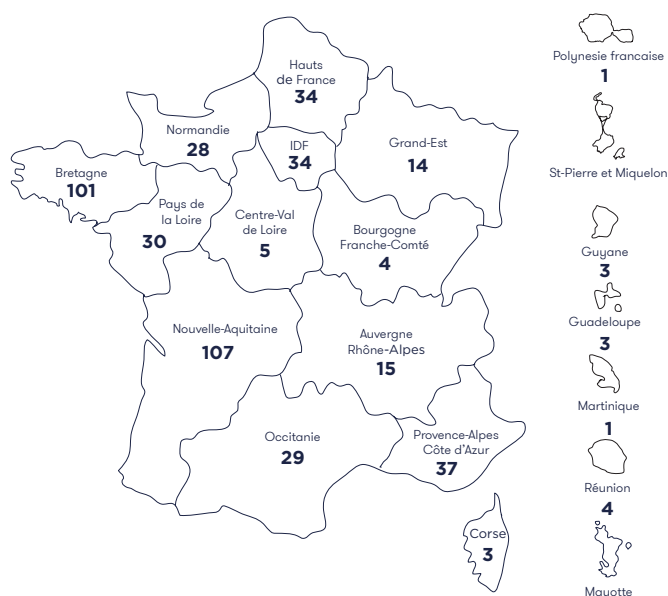 Hauts
de France
34
Normandie
28
IDF
34
Grand-Est
14
Bretagne
101
Pays de
la Loire
30
Centre-Val
de Loire
5
Bourgogne
Franche-Comté
4
Nouvelle-Aquitaine
107
Auvergne
Rhône-Alpes
15
Occitanie
29
Provence-Alpes
Côte d'Azur
37
Corse
3
Polynesie francaise
1
St-Pierre et Miquelon
Guyane
3
Guadeloupe
3
Martinique
1
Réunion
4
Mayotte